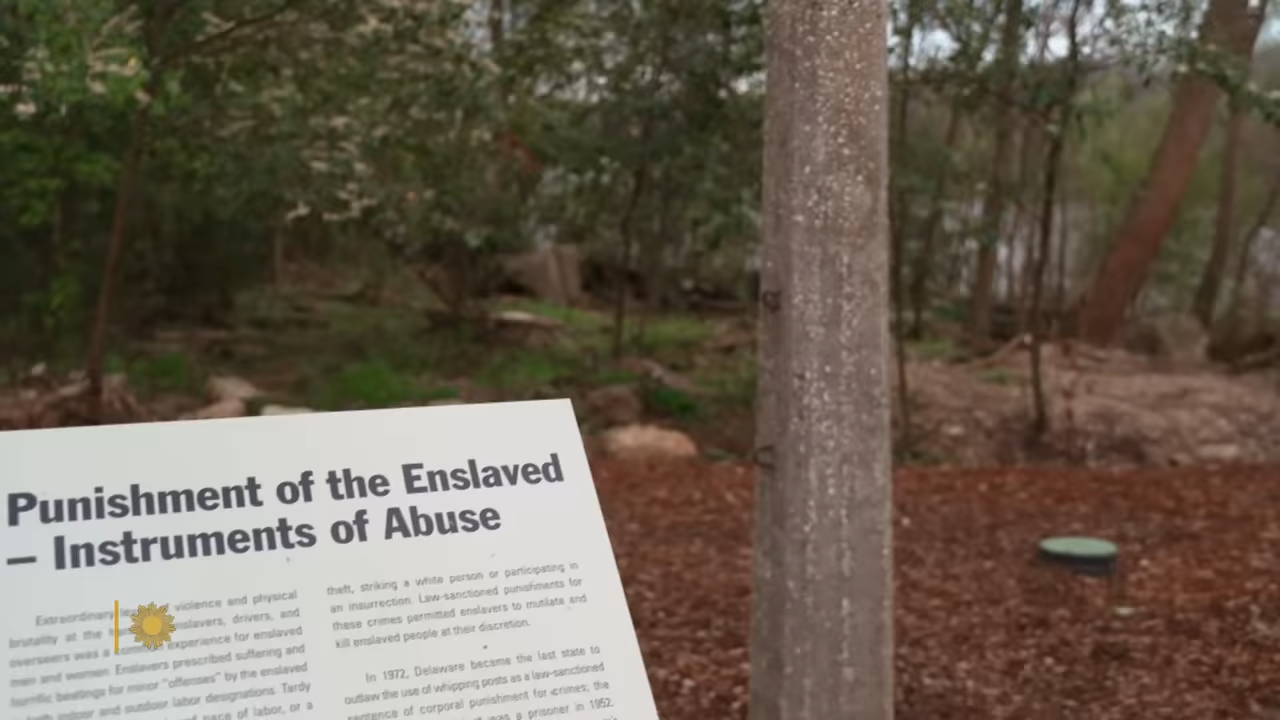 Punishment of the Enslaved
– Instruments of Abuse
Extraordinary violence and physical
brutality at the enslavers, drivers, and
overseers was a common experience for enslaved
men and women. Enslavers prescribed suffering and
horrific beatings for minor "offenses" by the enslaved
both indoor and outdoor labor designations. Tardy
pace of labor, or a
theft, striking a white person or participating in
an insurrection. Law-sanctioned punishments for
these crimes permitted enslavers to mutilate and
kill enslaved people at their discretion.
In 1972, Delaware became the last state to
outlaw the use of whipping posts as a law-sanctioned
sentence of corporal punishment for crimes; the
was a prisoner in 1952.